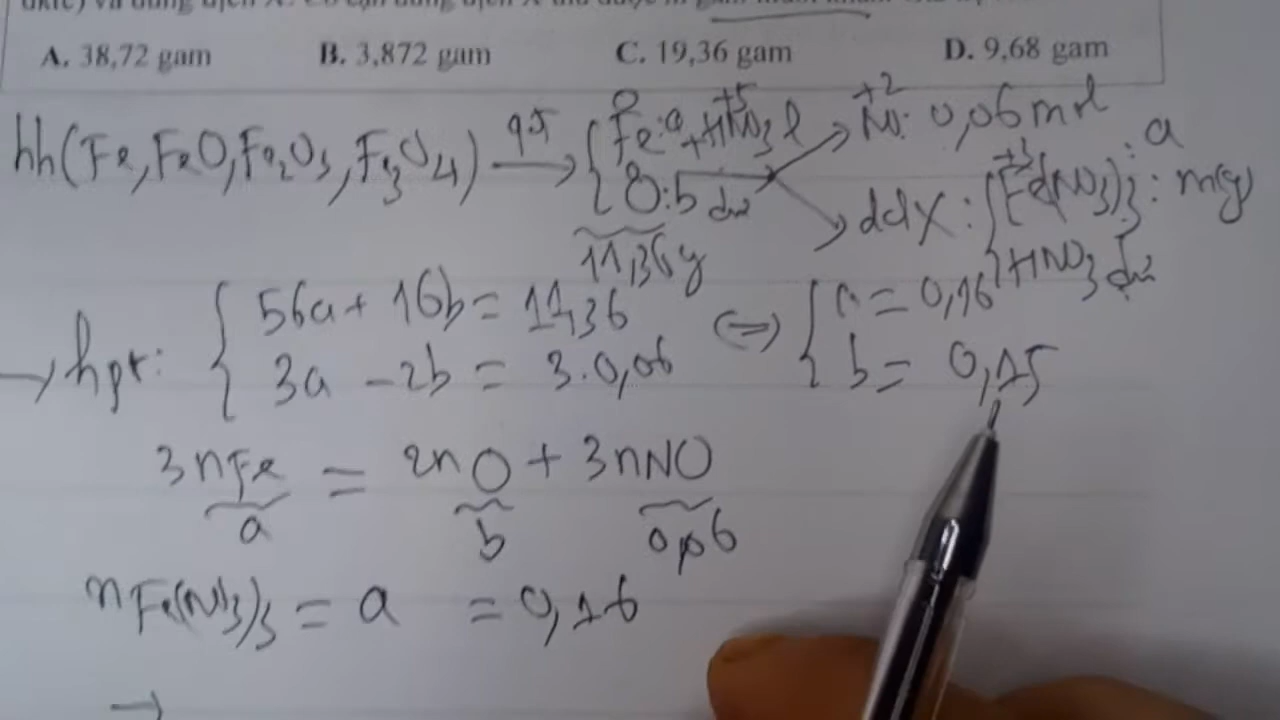 A. 38,72 gam B. 3,872 gam C. 19,36 gam D. 9,68 gam
hh(Fe, FeO, Fe2O3, Fe3O4) qđ→ { Fe: a + HNO3 l NO: 0,06 mol
O: b dư ddX: { Fe(NO3)3: m(g) : a
11,36g HNO3 dư
→ hpt: { 56a + 16b = 11,36 ⇔ { a = 0,16
3a - 2b = 3.0,06 b = 0,15
3nFe = 2nO + 3nNO
a b 0,06
nFe(NO3)3 = a = 0,16
→